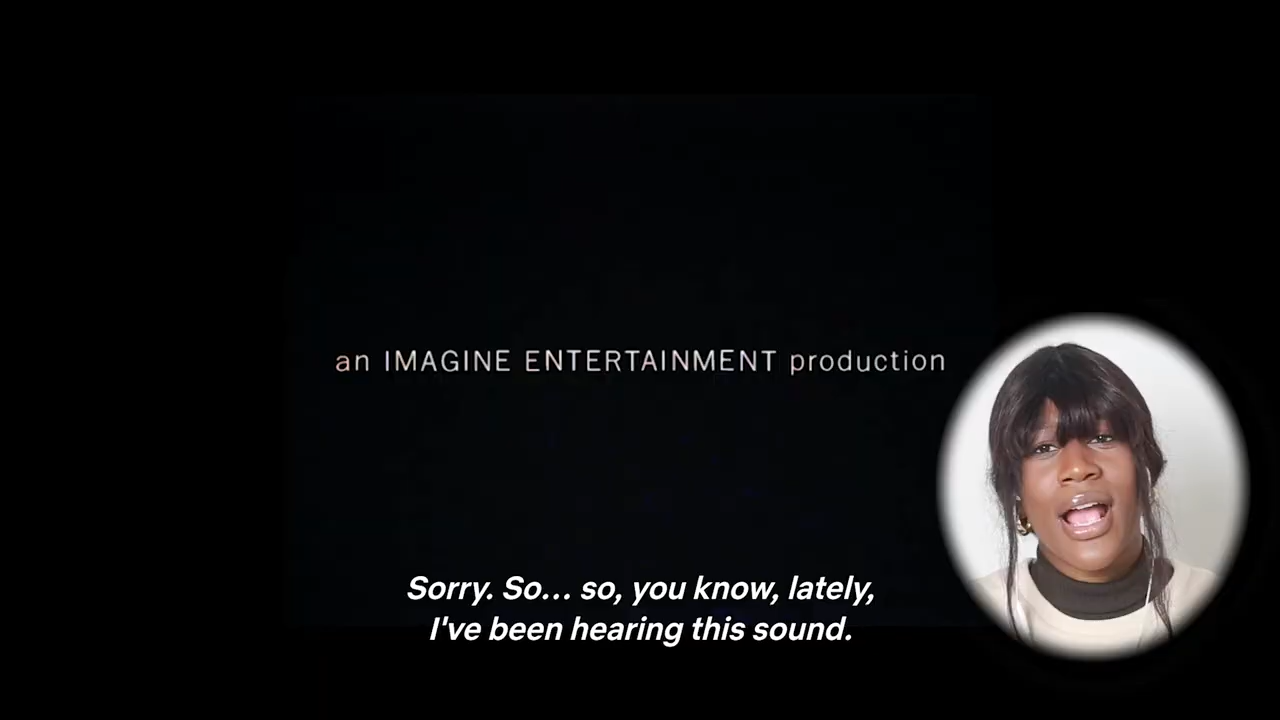 an IMAGINE ENTERTAINMENT production
Sorry. So... so, you know, lately,
I've been hearing this sound.